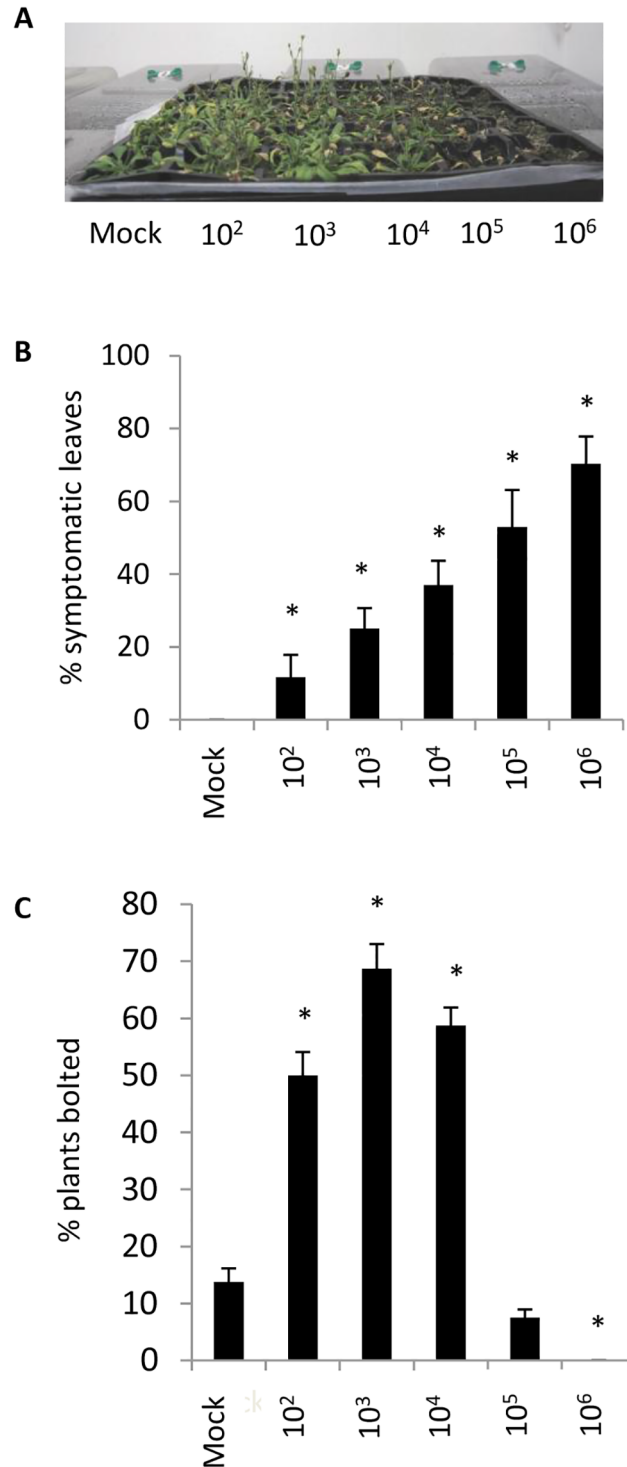 A
Mock 10² 10³ 10⁴ 10⁵ 10⁶
B
% symptomatic leaves
100
80
60
40
20
0
* * * * *
Mock 10² 10³ 10⁴ 10⁵ 10⁶
C
% plants bolted
80
70
60
50
40
30
20
10
0
* * * *
Mock 10² 10³ 10⁴ 10⁵ 10⁶
ck